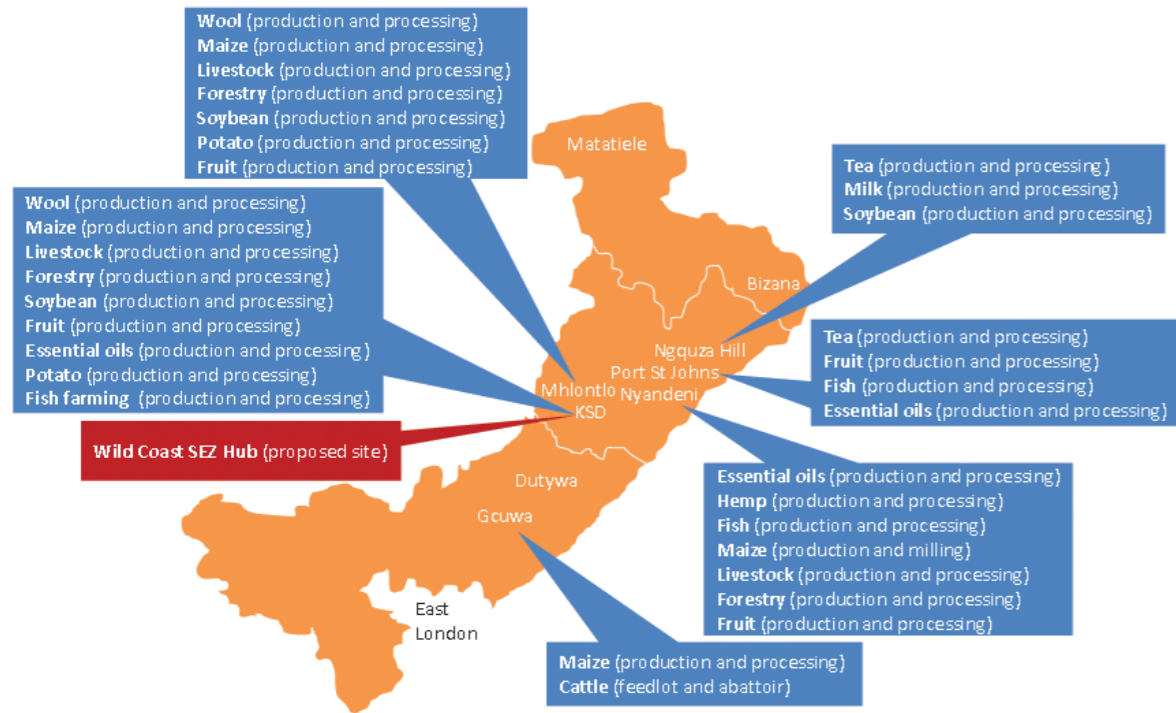 Wool (production and processing)
Maize (production and processing)
Livestock (production and processing)
Forestry (production and processing)
Soybean (production and processing)
Potato (production and processing)
Fruit (production and processing)
Wool (production and processing)
Maize (production and processing)
Livestock (production and processing)
Forestry (production and processing)
Soybean (production and processing)
Fruit (production and processing)
Essential oils (production and processing)
Potato (production and processing)
Fish farming (production and processing)
Wild Coast SEZ Hub (proposed site)
Matatiele
Bizana
Ngquza Hill
Port St Johns
Mhlontlo
Nyandeni
KSD
Dutywa
Gcuwa
East
London
Tea (production and processing)
Milk (production and processing)
Soybean (production and processing)
Tea (production and processing)
Fruit (production and processing)
Fish (production and processing)
Essential oils (production and processing)
Essential oils (production and processing)
Hemp (production and processing)
Fish (production and processing)
Maize (production and milling)
Livestock (production and processing)
Forestry (production and processing)
Fruit (production and processing)
Maize (production and processing)
Cattle (feedlot and abattoir)